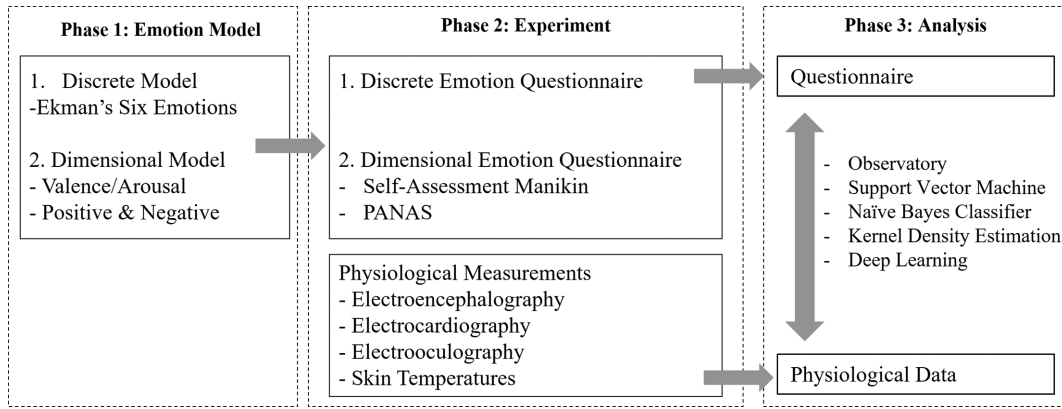 Phase 1: Emotion Model
1. Discrete Model
-Ekman's Six Emotions
2. Dimensional Model
- Valence/Arousal
- Positive & Negative
Phase 2: Experiment
1. Discrete Emotion Questionnaire
2. Dimensional Emotion Questionnaire
- Self-Assessment Manikin
- PANAS
Physiological Measurements
- Electroencephalography
- Electrocardiography
- Electrooculography
- Skin Temperatures
Phase 3: Analysis
Questionnaire
- Observatory
- Support Vector Machine
- Naïve Bayes Classifier
- Kernel Density Estimation
- Deep Learning
Physiological Data